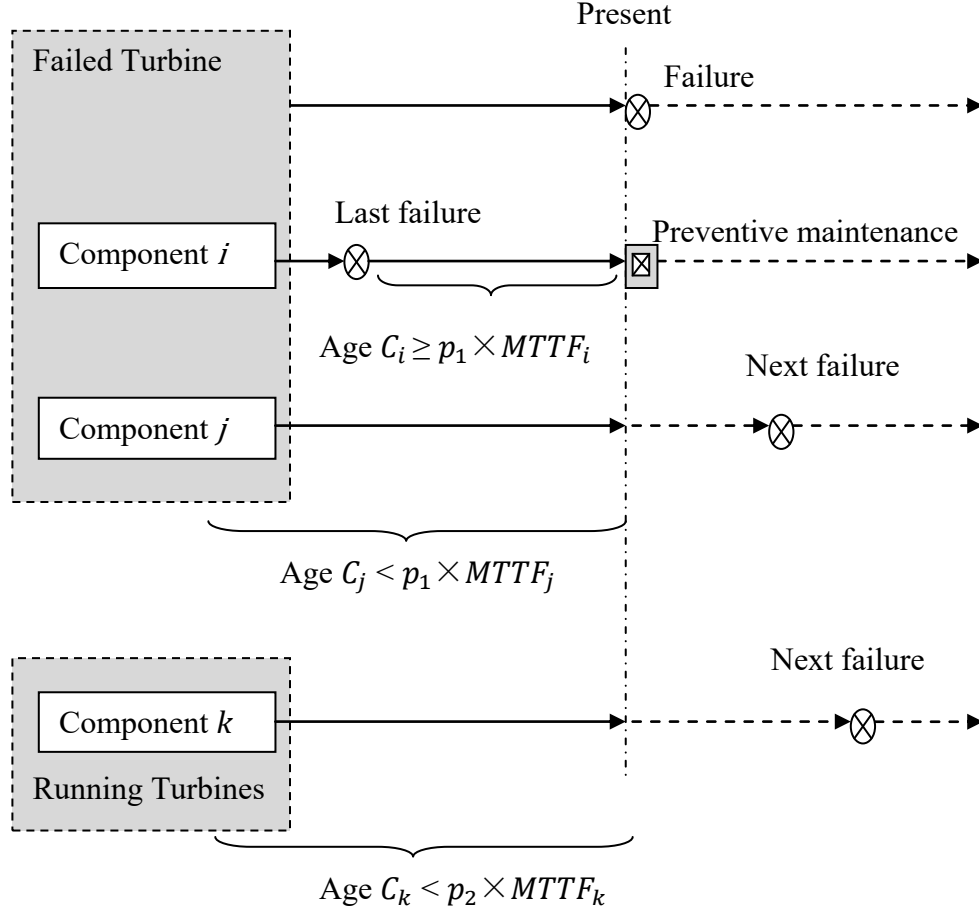 Present
Failed Turbine
Failure
Last failure
Component i
Preventive maintenance
Age C_i ≥ p_1 × MTTF_i
Next failure
Component j
Age C_j < p_1 × MTTF_j
Next failure
Component k
Running Turbines
Age C_k < p_2 × MTTF_k